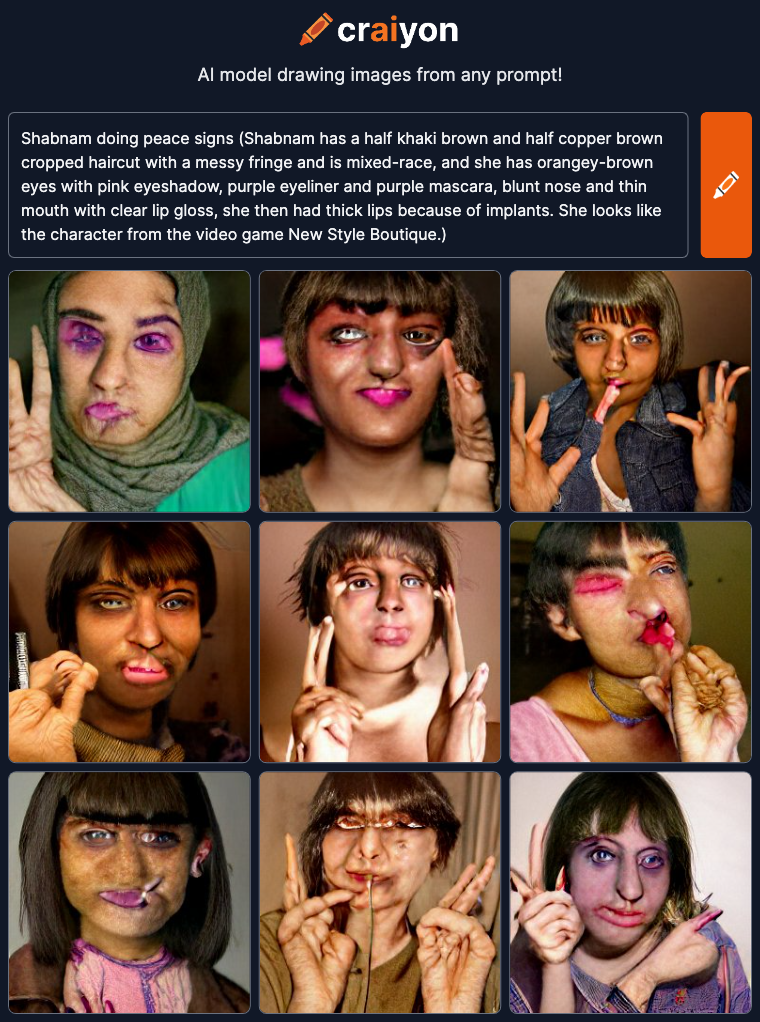 craiyon
AI model drawing images from any prompt!
Shabnam doing peace signs (Shabnam has a half khaki brown and half copper brown
cropped haircut with a messy fringe and is mixed-race, and she has orangey-brown
eyes with pink eyeshadow, purple eyeliner and purple mascara, blunt nose and thin
mouth with clear lip gloss, she then had thick lips because of implants. She looks like
the character from the video game New Style Boutique.)